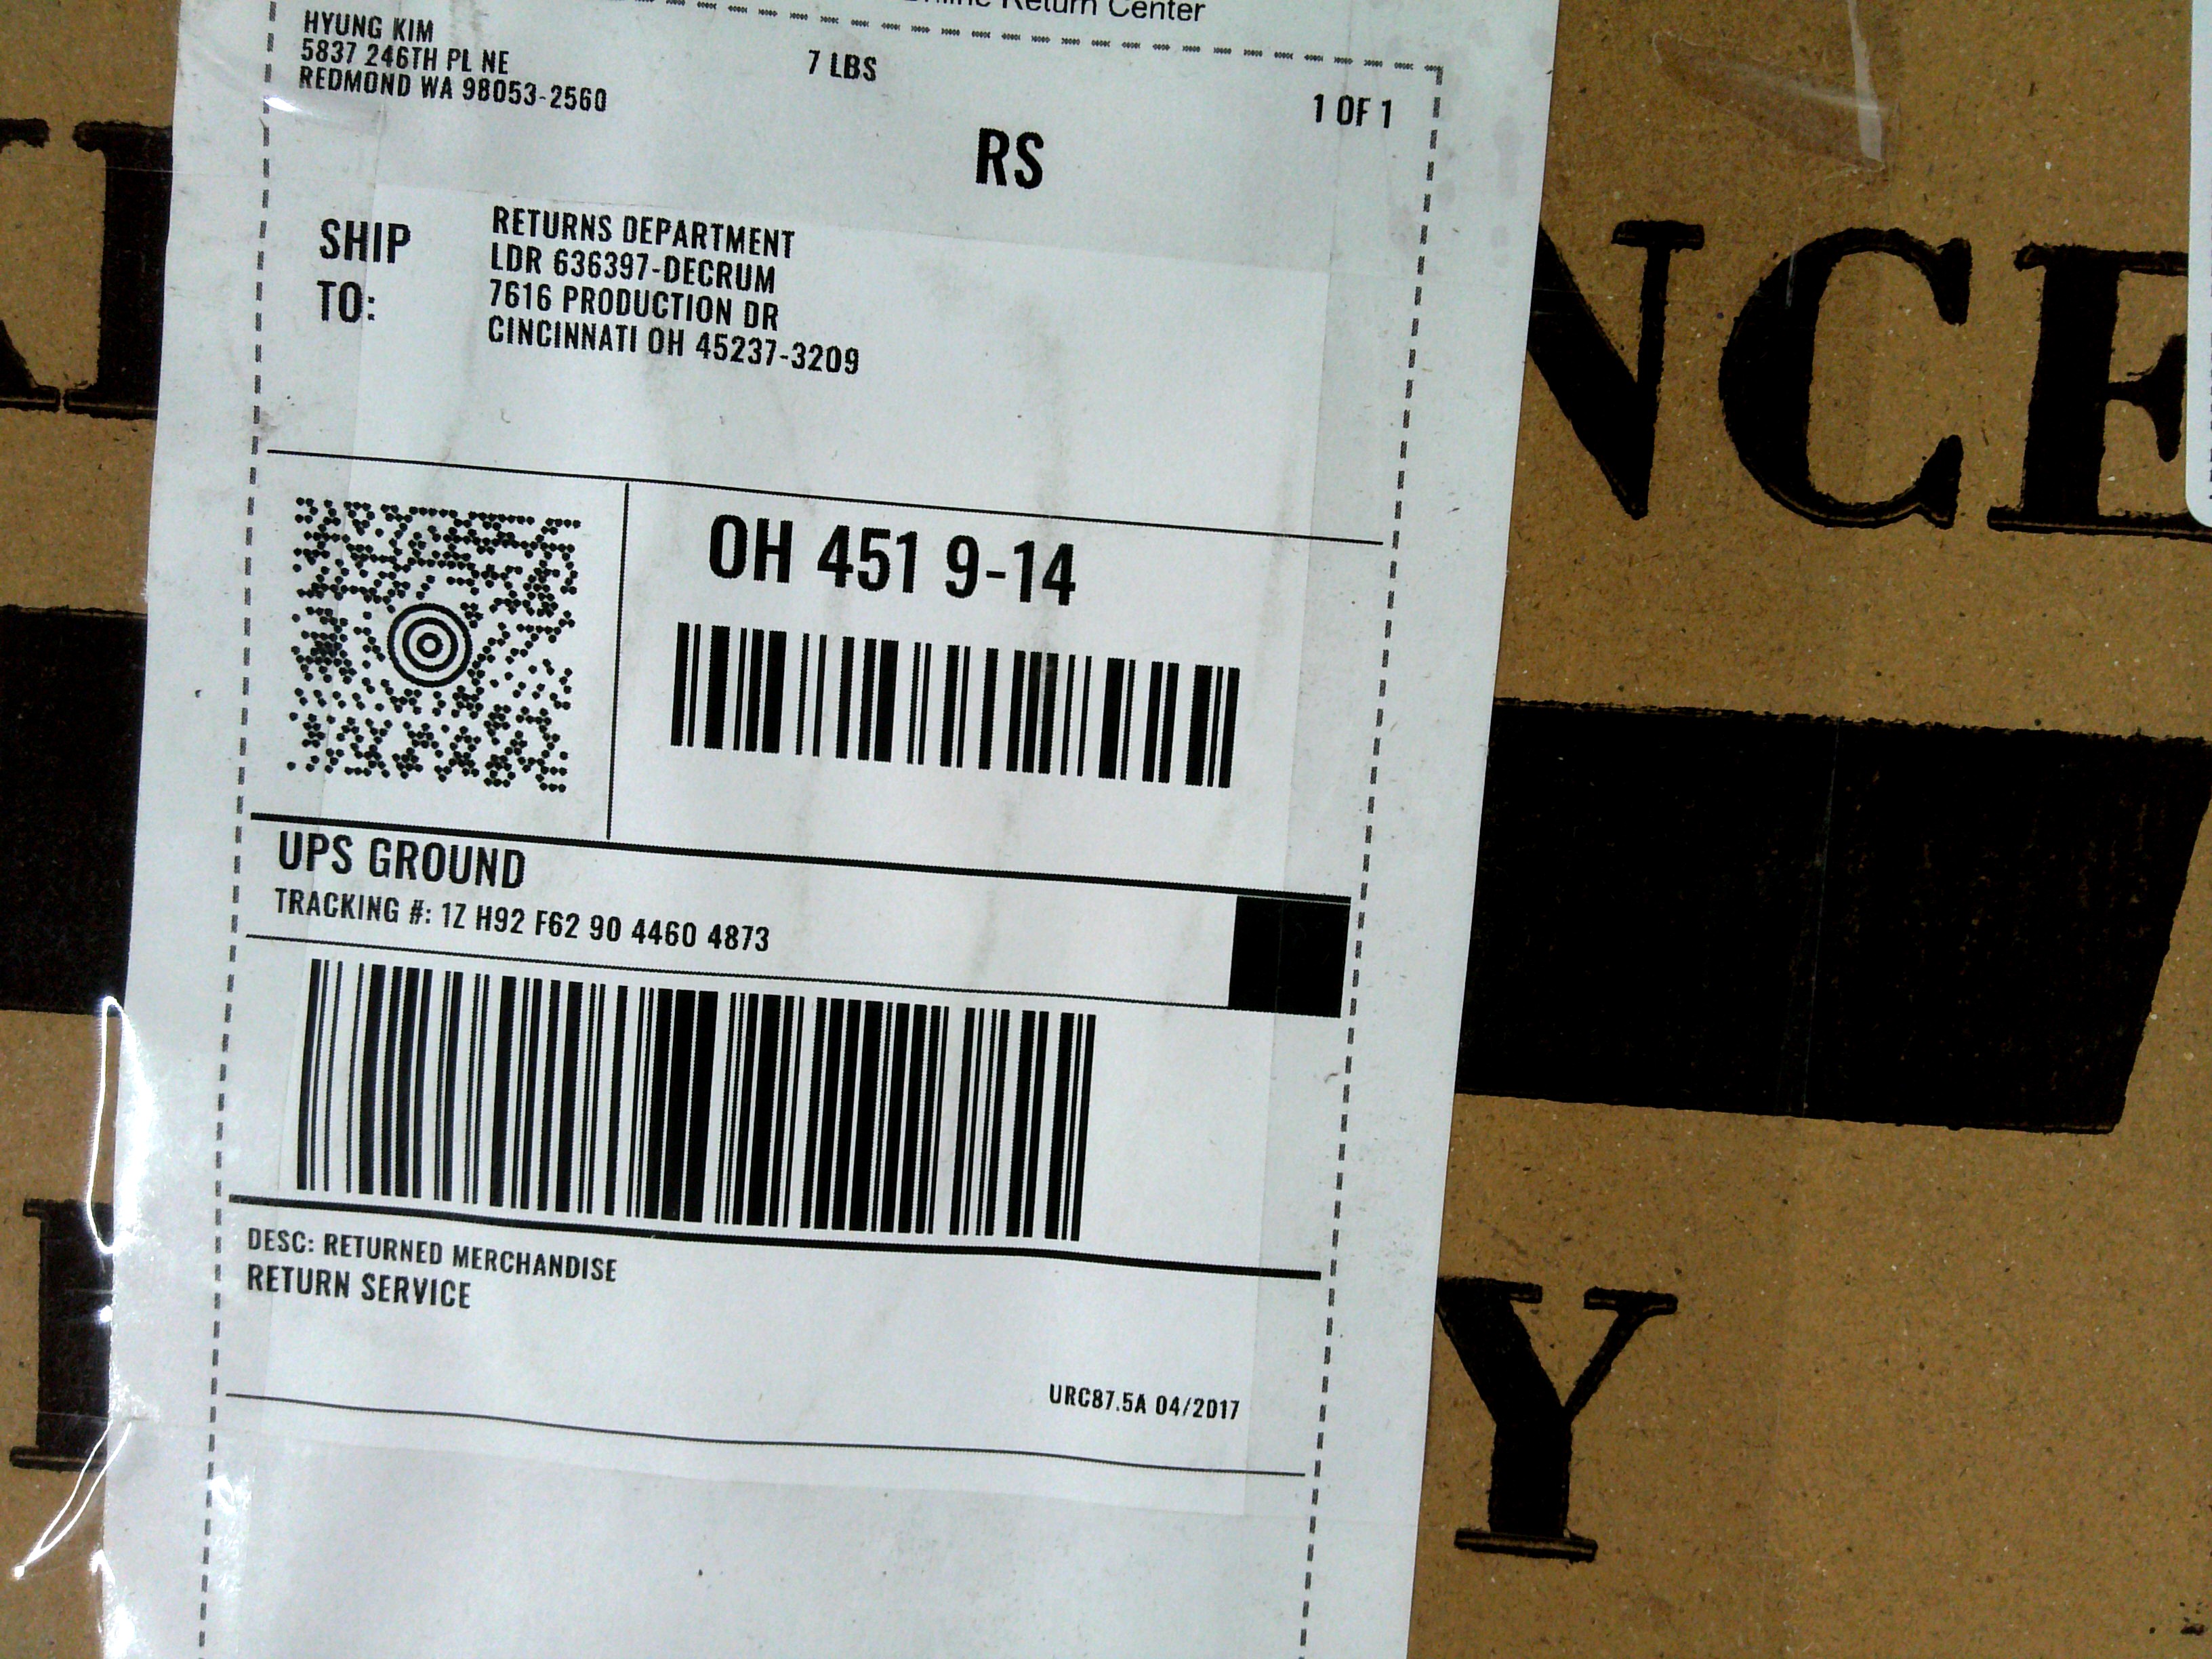 Online Return Center
HYUNG KIM
5837 246TH PL NE
REDMOND WA 98053-2560
7 LBS
1 OF 1
RS
SHIP
TO:
RETURNS DEPARTMENT
LDR 636397-DECRUM
7616 PRODUCTION DR
CINCINNATI OH 45237-3209
OH 451 9-14
UPS GROUND
TRACKING #: 1Z H92 F62 90 4460 4873
DESC: RETURNED MERCHANDISE
RETURN SERVICE
URC87.5A 04/2017
NCE
Y